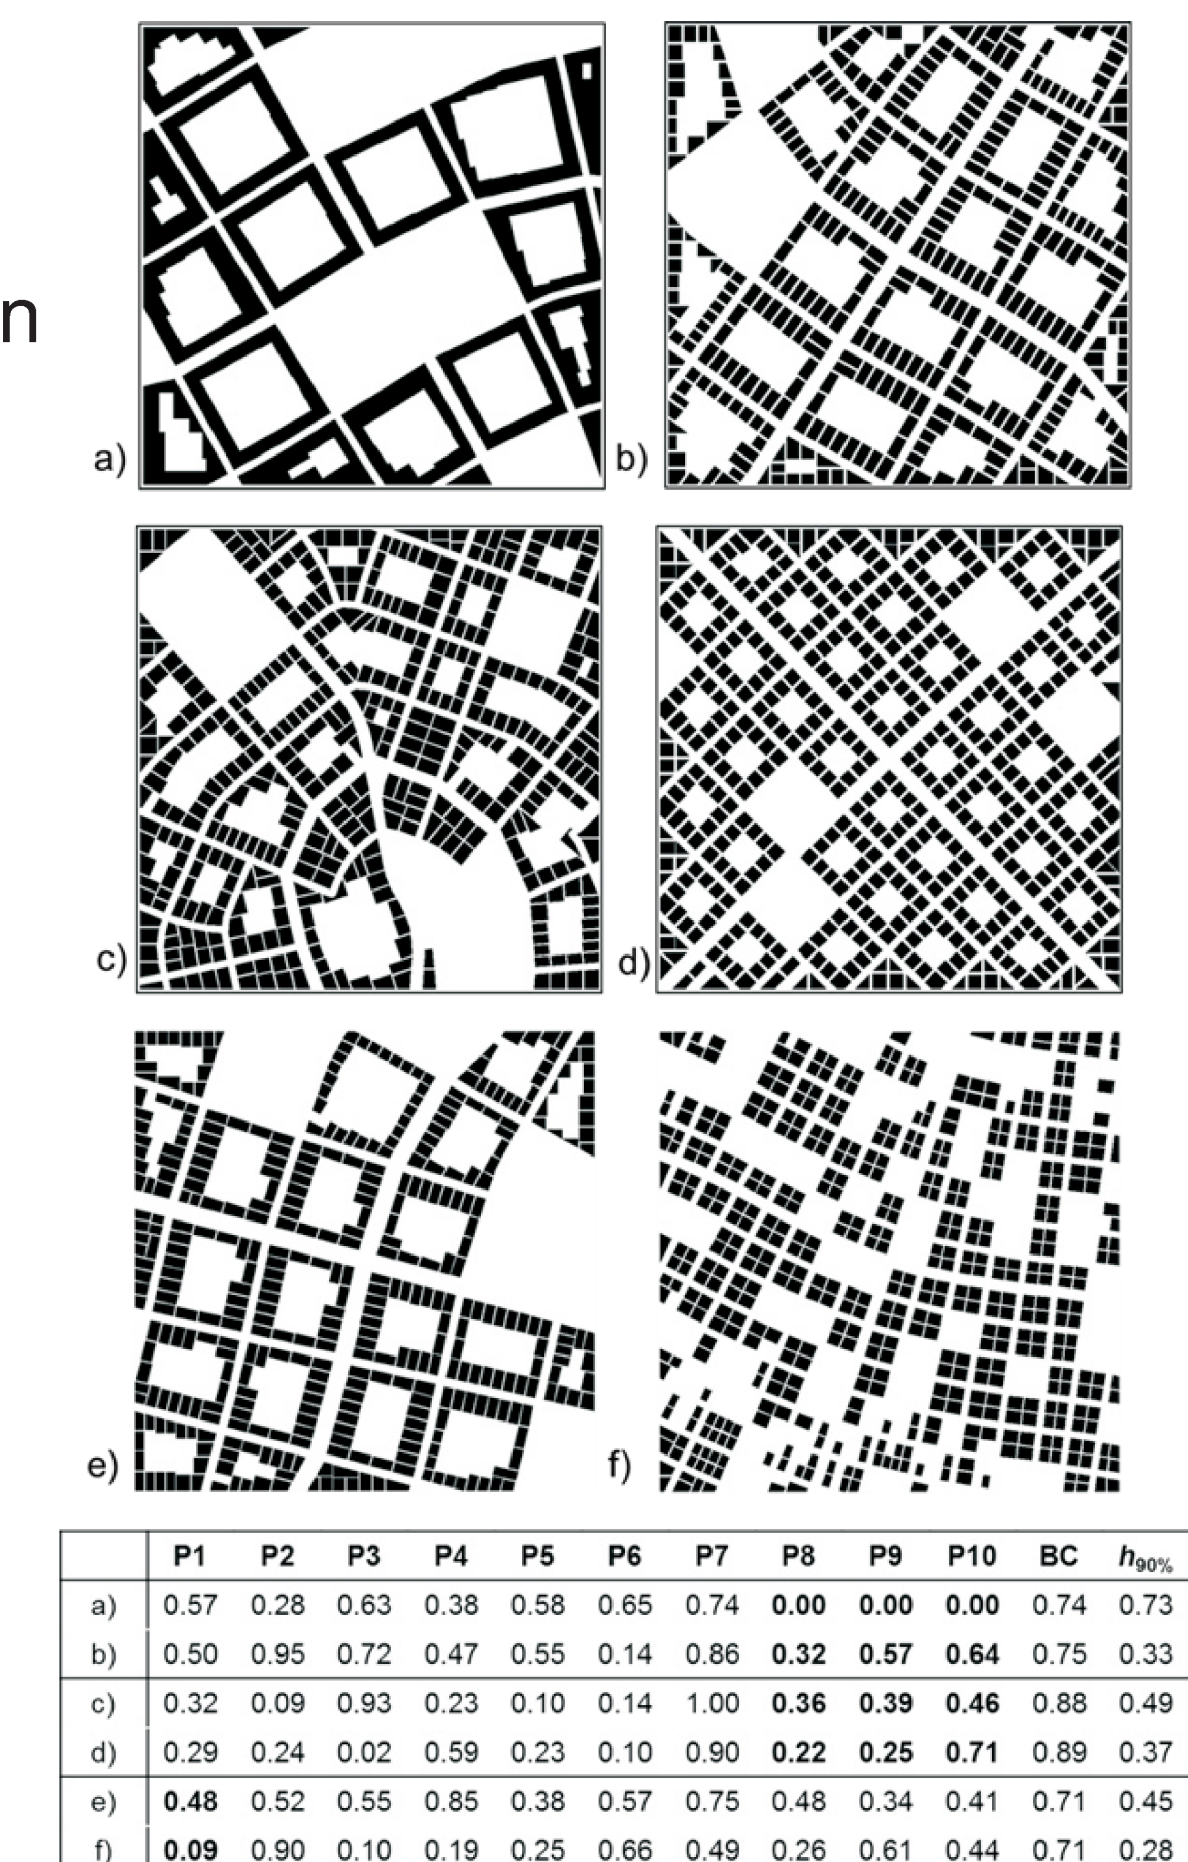 n
a)
b)
c)
d)
e)
f)
P1 P2 P3 P4 P5 P6 P7 P8 P9 P10 BC h90%
a) 0.57 0.28 0.63 0.38 0.58 0.65 0.74 0.00 0.00 0.00 0.74 0.73
b) 0.50 0.95 0.72 0.47 0.55 0.14 0.86 0.32 0.57 0.64 0.75 0.33
c) 0.32 0.09 0.93 0.23 0.10 0.14 1.00 0.36 0.39 0.46 0.88 0.49
d) 0.29 0.24 0.02 0.59 0.23 0.10 0.90 0.22 0.25 0.71 0.89 0.37
e) 0.48 0.52 0.55 0.85 0.38 0.57 0.75 0.48 0.34 0.41 0.71 0.45
f) 0.09 0.90 0.10 0.19 0.25 0.66 0.49 0.26 0.61 0.44 0.71 0.28